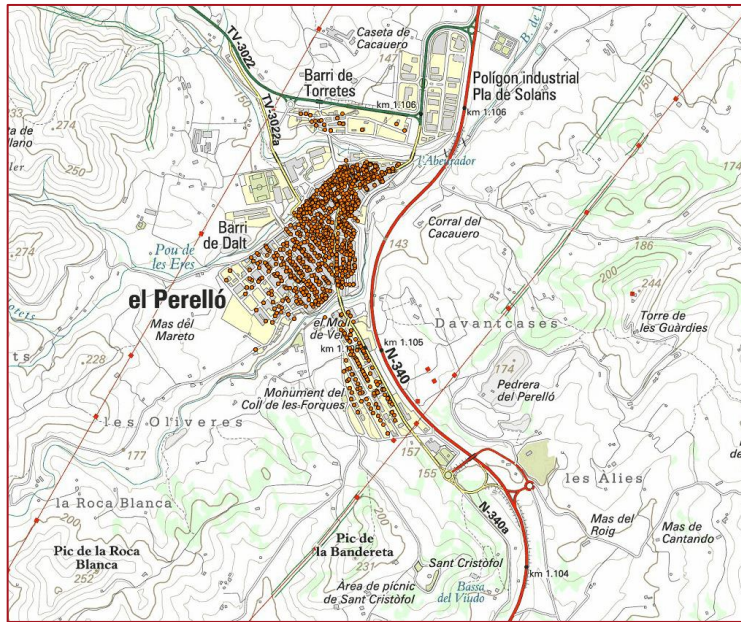 TV-3022
Caseta de
Cacauero
147
Barri de
Torretes
km 1.106
Polígon industrial
Pla de Solans
km 1.106
150
TV-3022a
274
250
l'Abeurador
174
Barri
de Dalt
Corral del
Cacauero
143
186
274
Pou de
les Eres
200
244
el Perelló
Torre de
les Guàrdies
Mas del
Mareto
el Molí
Davantcases
km 1.105
228
N-340
174
Pedrera
del Perelló
Monument del
Coll de les Forques
les Oliveres
177
157
155
les Alies
la Roca Blanca
N-340a
Mas del
Roig
Mas de
Cantando
200
200
Pic de la Roca
Blanca
252
Pic de
la Bandereta
231
Sant Cristòfol
km 1.104
Àrea de pícnic
de Sant Cristòfol
Bassa
del Viudo